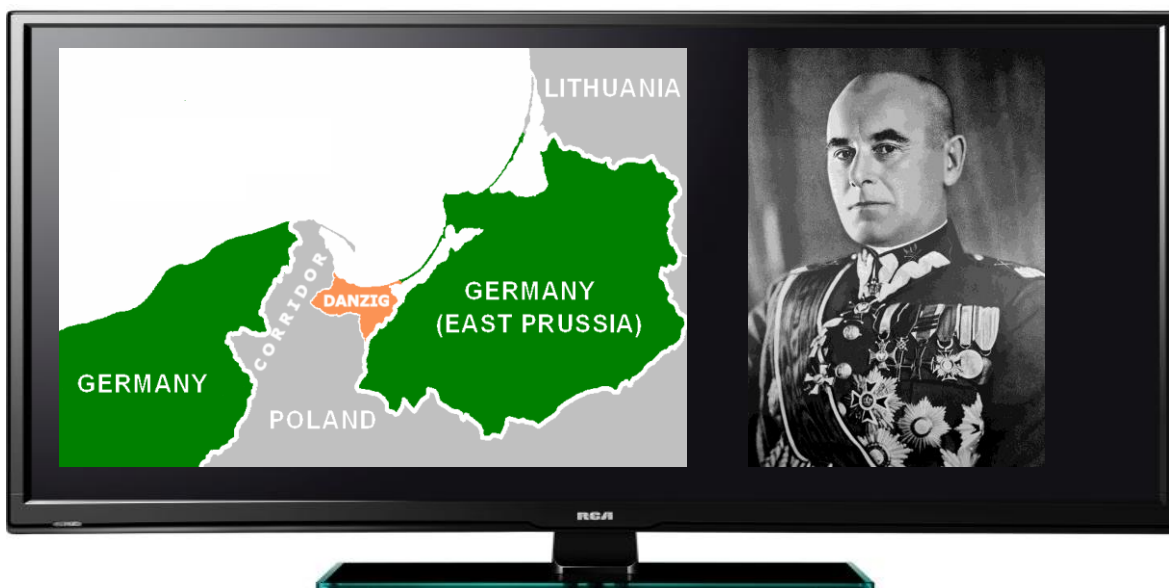 LITHUANIA
CORRIDOR
DANZIG
GERMANY
(EAST PRUSSIA)
GERMANY
POLAND
RCA